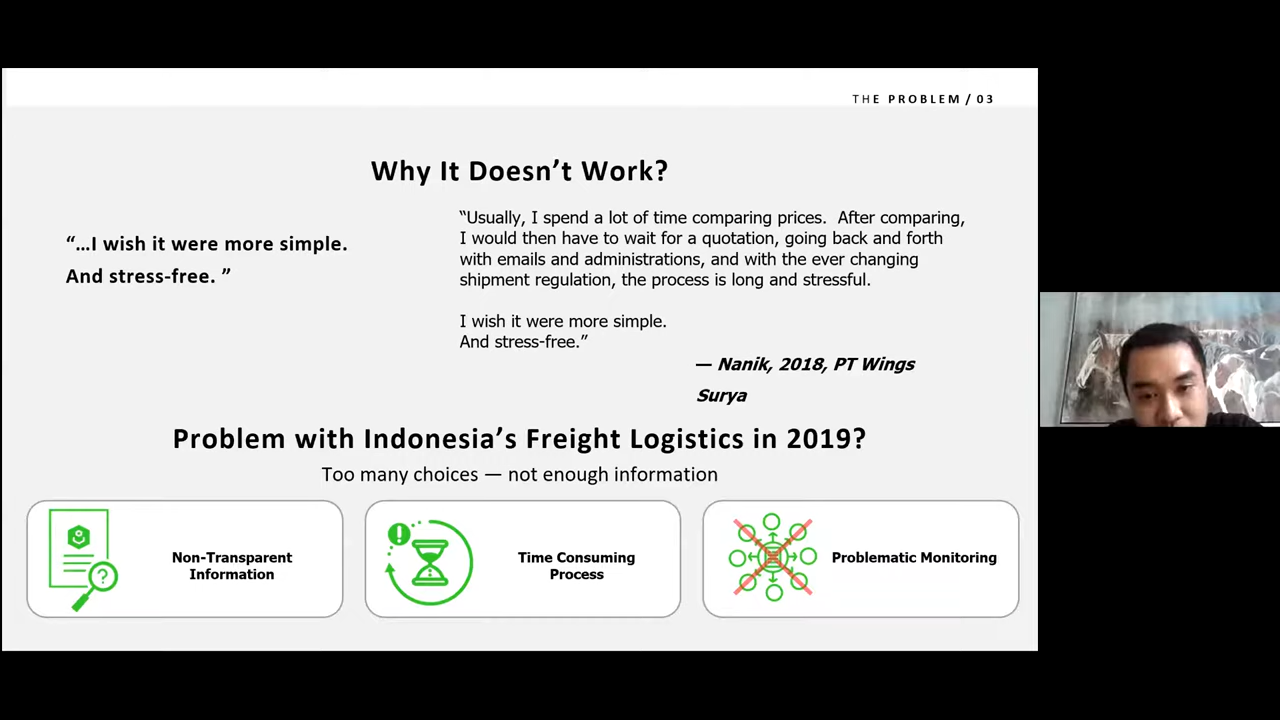 THE PROBLEM / 03
Why It Doesn’t Work?
“…I wish it were more simple.
And stress-free. ”
“Usually, I spend a lot of time comparing prices.  After comparing,
I would then have to wait for a quotation, going back and forth
with emails and administrations, and with the ever changing
shipment regulation, the process is long and stressful.
I wish it were more simple.
And stress-free.”
— Nanik, 2018, PT Wings
Surya
Problem with Indonesia’s Freight Logistics in 2019?
Too many choices — not enough information
Non-Transparent
Information
Time Consuming
Process
Problematic Monitoring